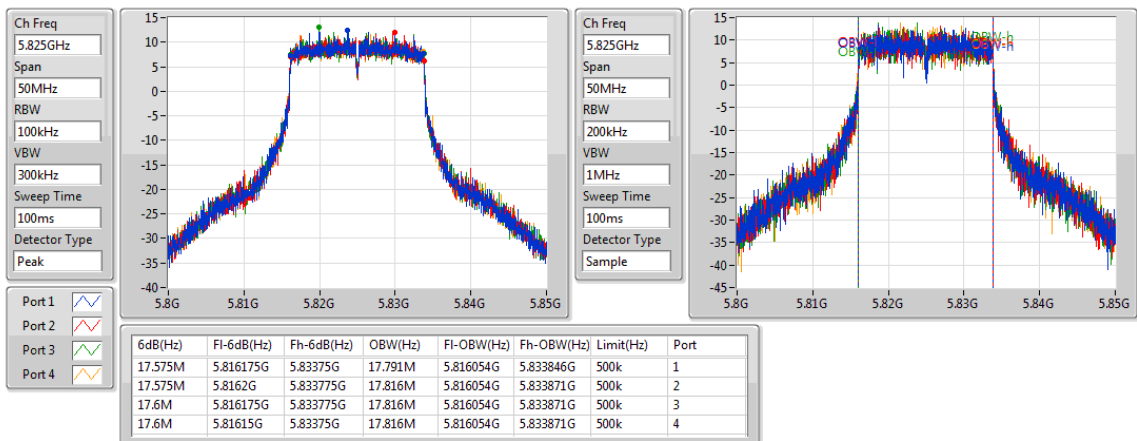 Ch Freq
5.825GHz
Span
50MHz
RBW
100kHz
VBW
300kHz
Sweep Time
100ms
Detector Type
Peak
15
10
5
0
-5
-10
-15
-20
-25
-30
-35
-40
5.8G 5.81G 5.82G 5.83G 5.84G 5.85G
Ch Freq
5.825GHz
Span
50MHz
RBW
200kHz
VBW
1MHz
Sweep Time
100ms
Detector Type
Sample
15
10
5
0
-5
-10
-15
-20
-25
-30
-35
-40
-45
5.8G 5.81G 5.82G 5.83G 5.84G 5.85G
OBW-h
OBW-h
Port 1
Port 2
Port 3
Port 4
6dB(Hz) Fl-6dB(Hz) Fh-6dB(Hz) OBW(Hz) Fl-OBW(Hz) Fh-OBW(Hz) Limit(Hz) Port
17.575M 5.816175G 5.83375G 17.791M 5.816054G 5.833846G 500k 1
17.575M 5.8162G 5.833775G 17.816M 5.816054G 5.833871G 500k 2
17.6M 5.816175G 5.833775G 17.816M 5.816054G 5.833871G 500k 3
17.6M 5.81615G 5.83375G 17.816M 5.816054G 5.833871G 500k 4